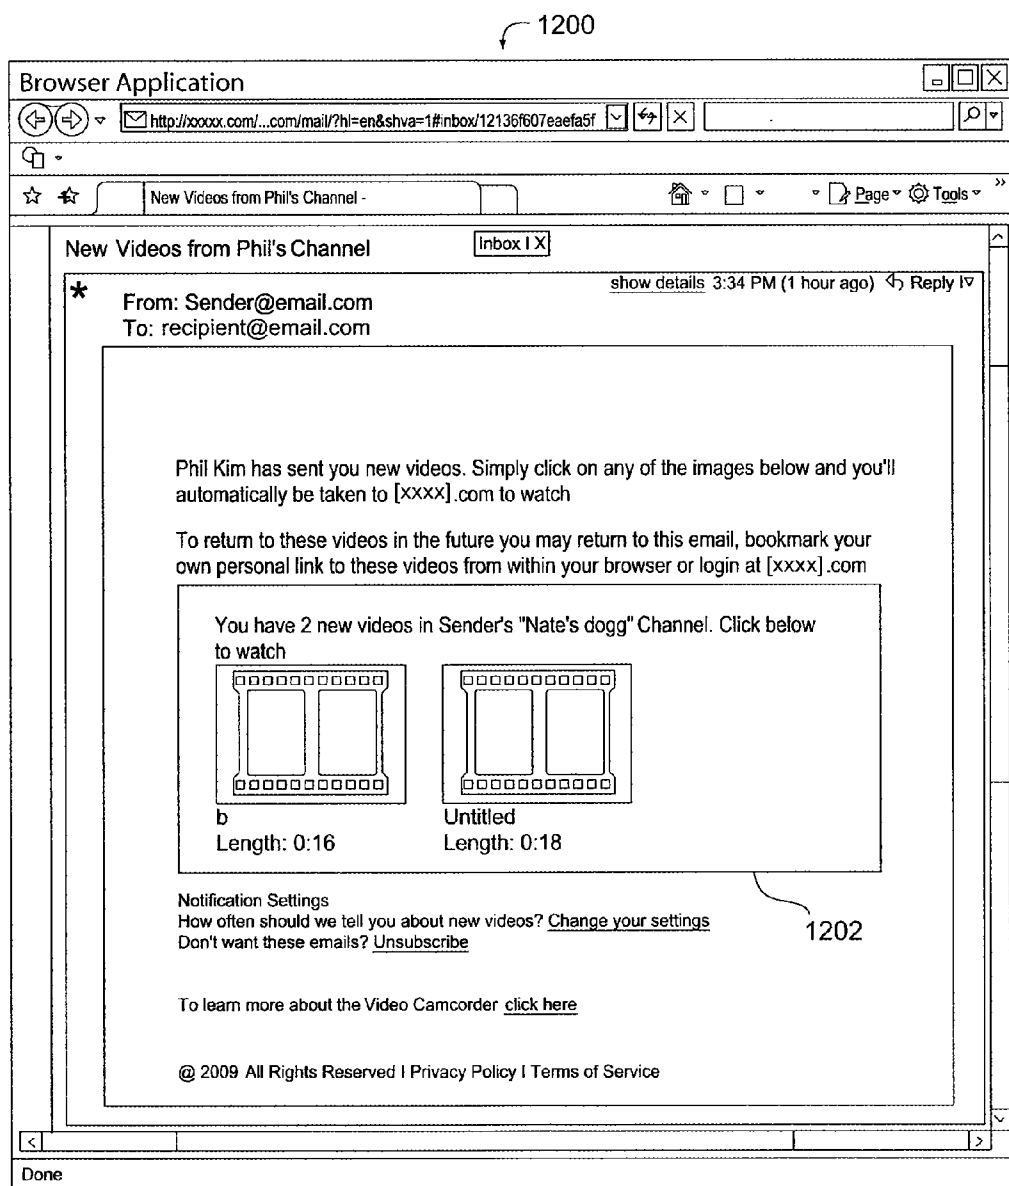 1200
Browser Application
http://xxxxx.com/...com/mail/?hl=en&shva=1#inbox/12136f607eaefa5f
New Videos from Phil's Channel -
Page
Tools
New Videos from Phil's Channel
Inbox I X
show details 3:34 PM (1 hour ago) Reply
From: Sender@email.com
To: recipient@email.com
Phil Kim has sent you new videos. Simply click on any of the images below and you'll
automatically be taken to [xxxx].com to watch
To return to these videos in the future you may return to this email, bookmark your
own personal link to these videos from within your browser or login at [xxxx].com
You have 2 new videos in Sender's "Nate's dogg" Channel. Click below
to watch
b
Length: 0:16
Untitled
Length: 0:18
Notification Settings
How often should we tell you about new videos? Change your settings
Don't want these emails? Unsubscribe
1202
To learn more about the Video Camcorder click here
@ 2009 All Rights Reserved I Privacy Policy I Terms of Service
Done